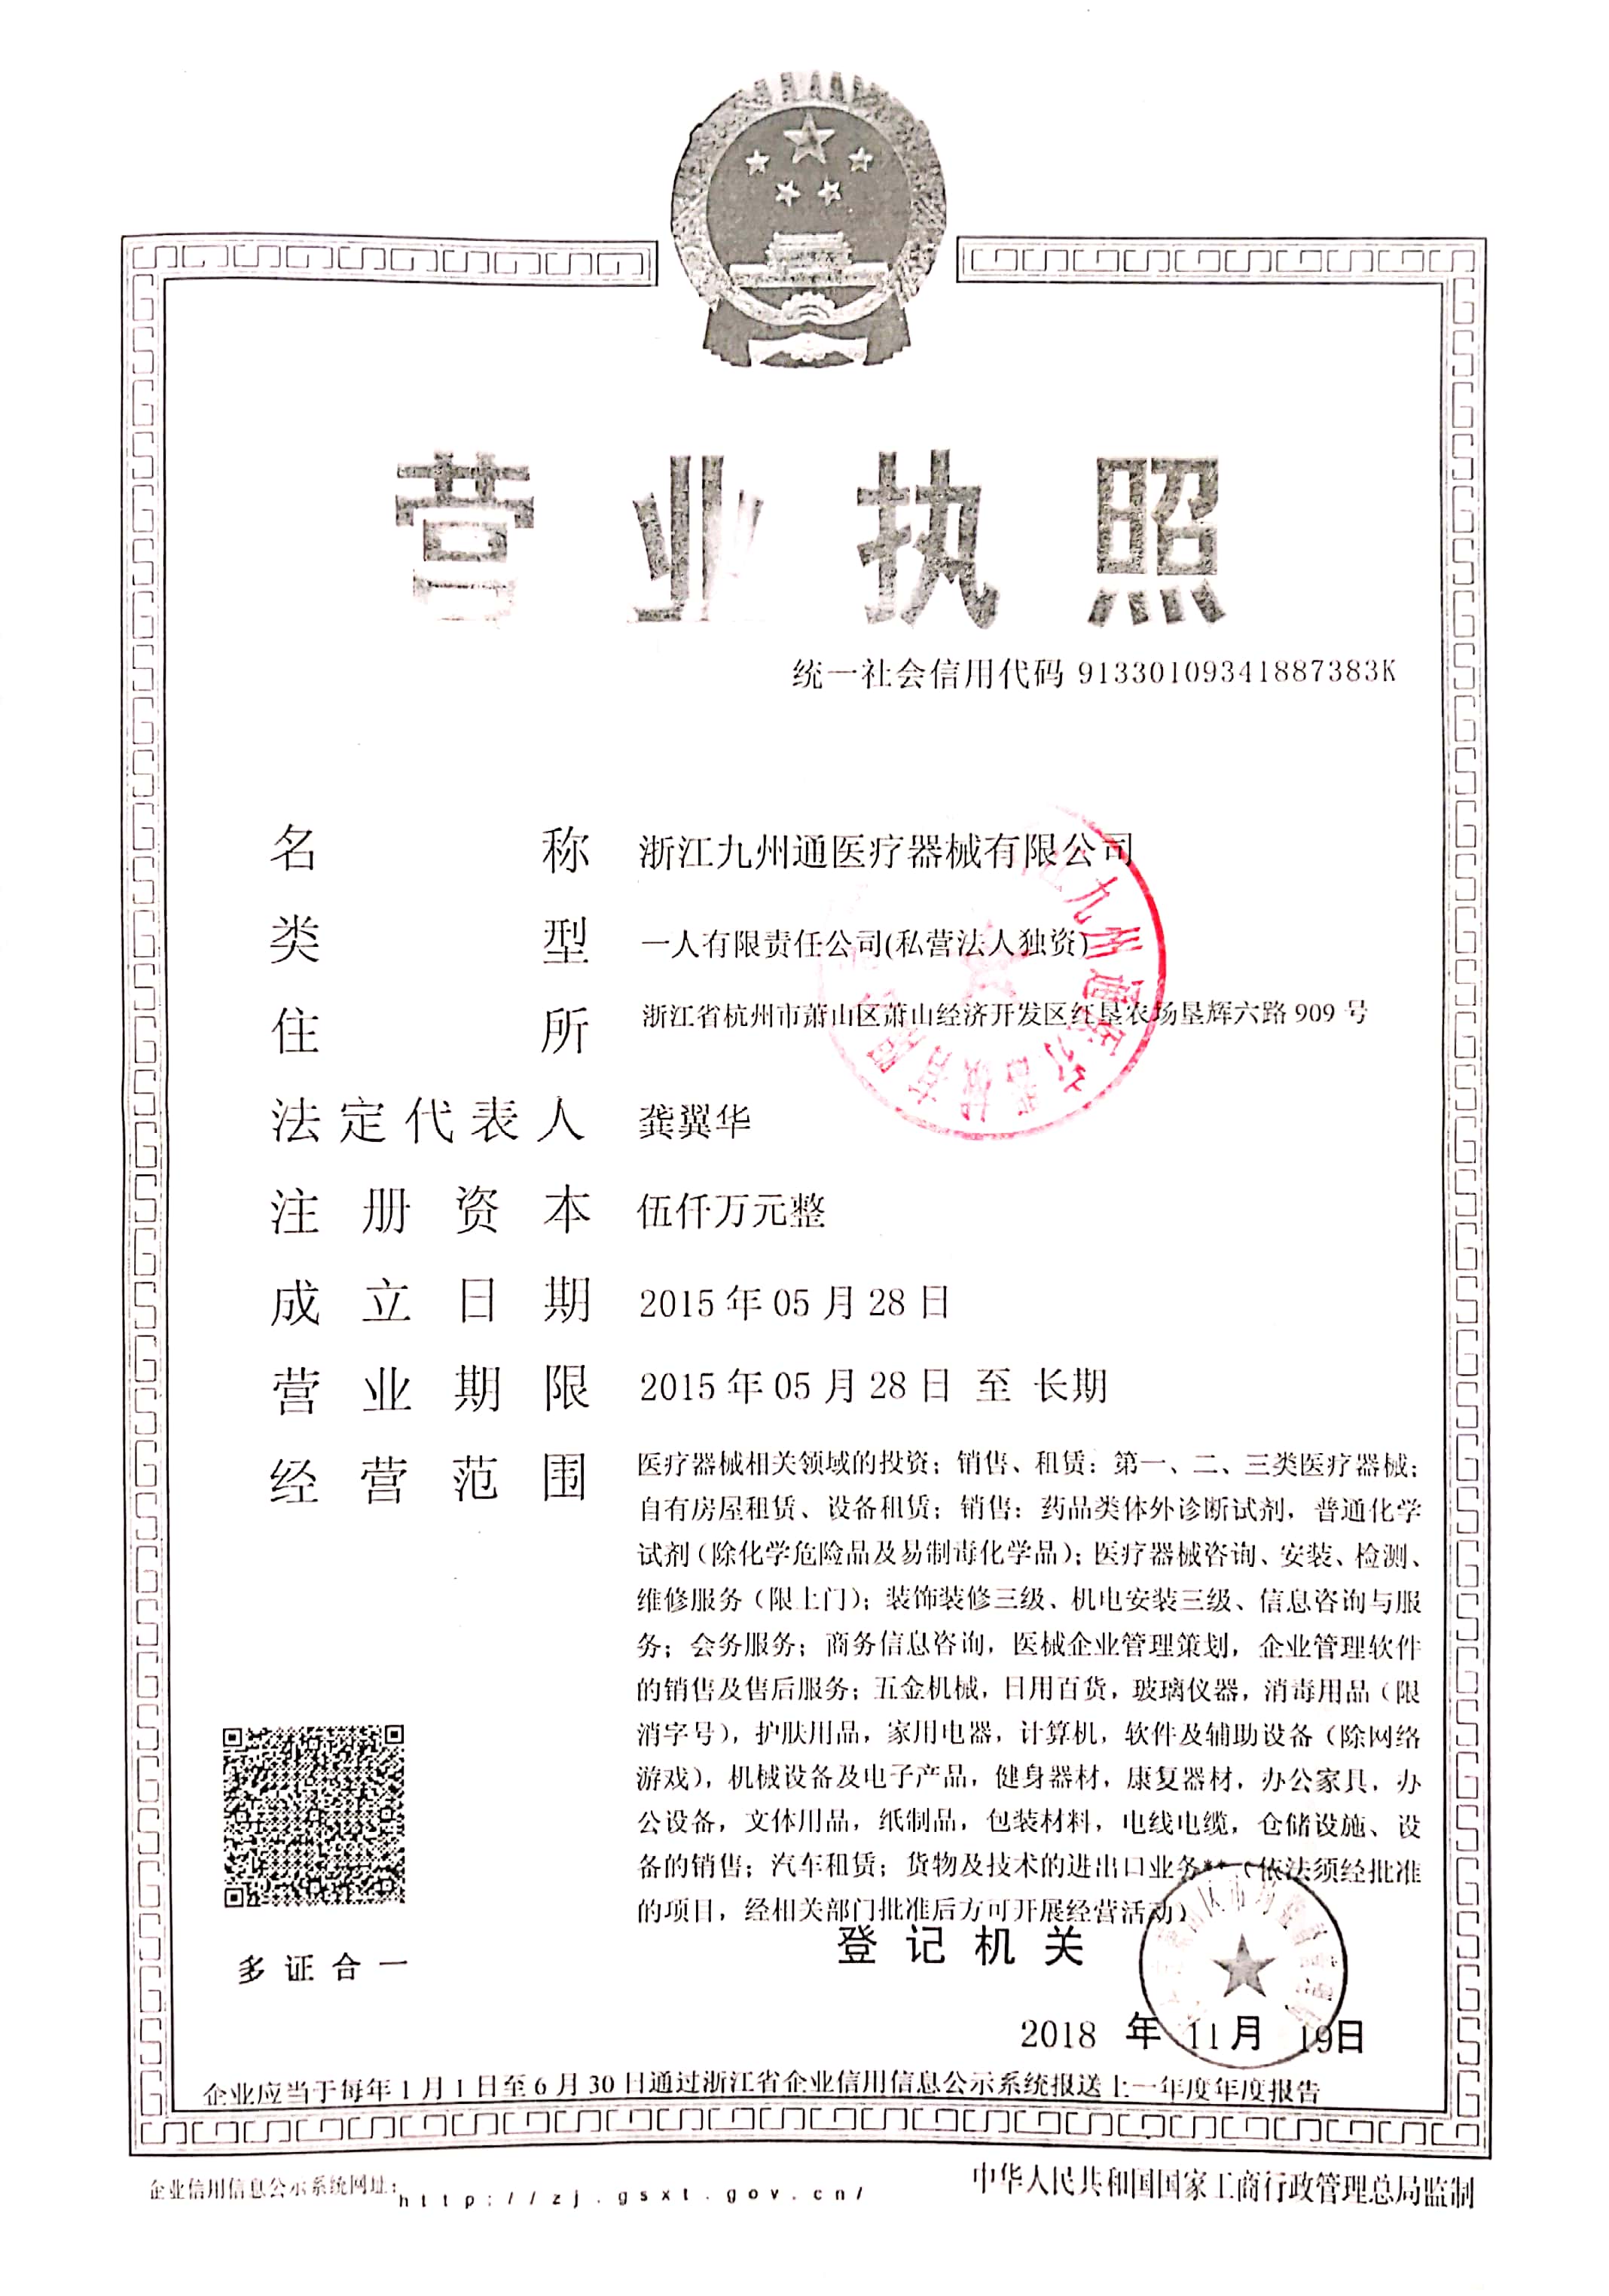 营业执照
统一社会信用代码 91330109341887383K
名称 浙江九州通医疗器械有限公司
类型 一人有限责任公司(私营法人独资)
住所 浙江省杭州市萧山区萧山经济开发区红垦农场垦辉六路 909 号
法定代表人 龚翼华
注册资本 伍仟万元整
成立日期 2015 年 05 月 28 日
营业期限 2015 年 05 月 28 日 至 长期
经营范围 医疗器械相关领域的投资；销售、租赁：第一、二、三类医疗器械；
自有房屋租赁、设备租赁；销售：药品类体外诊断试剂，普通化学
试剂（除化学危险品及易制毒化学品）；医疗器械咨询、安装、检测、
维修服务（限上门）；装饰装修三级、机电安装三级、信息咨询与服
务；会务服务；商务信息咨询，医械企业管理策划，企业管理软件
的销售及售后服务；五金机械，日用百货，玻璃仪器，消毒用品（限
消字号），护肤用品，家用电器，计算机，软件及辅助设备（除网络
游戏），机械设备及电子产品，健身器材，康复器材，办公家具，办
公设备，文体用品，纸制品，包装材料，电线电缆，仓储设施、设
备的销售；汽车租赁；货物及技术的进出口业务**（依法须经批准
的项目，经相关部门批准后方可开展经营活动）
九州通医疗器械有限
多证合一
登记机关
2018 年 11 月 19 日
企业应当于每年 1 月 1 日至 6 月 30 日通过浙江省企业信用信息公示系统报送上一年度年度报告
企业信用信息公示系统网址：http://zj.gsxt.gov.cn/
中华人民共和国国家工商行政管理总局监制